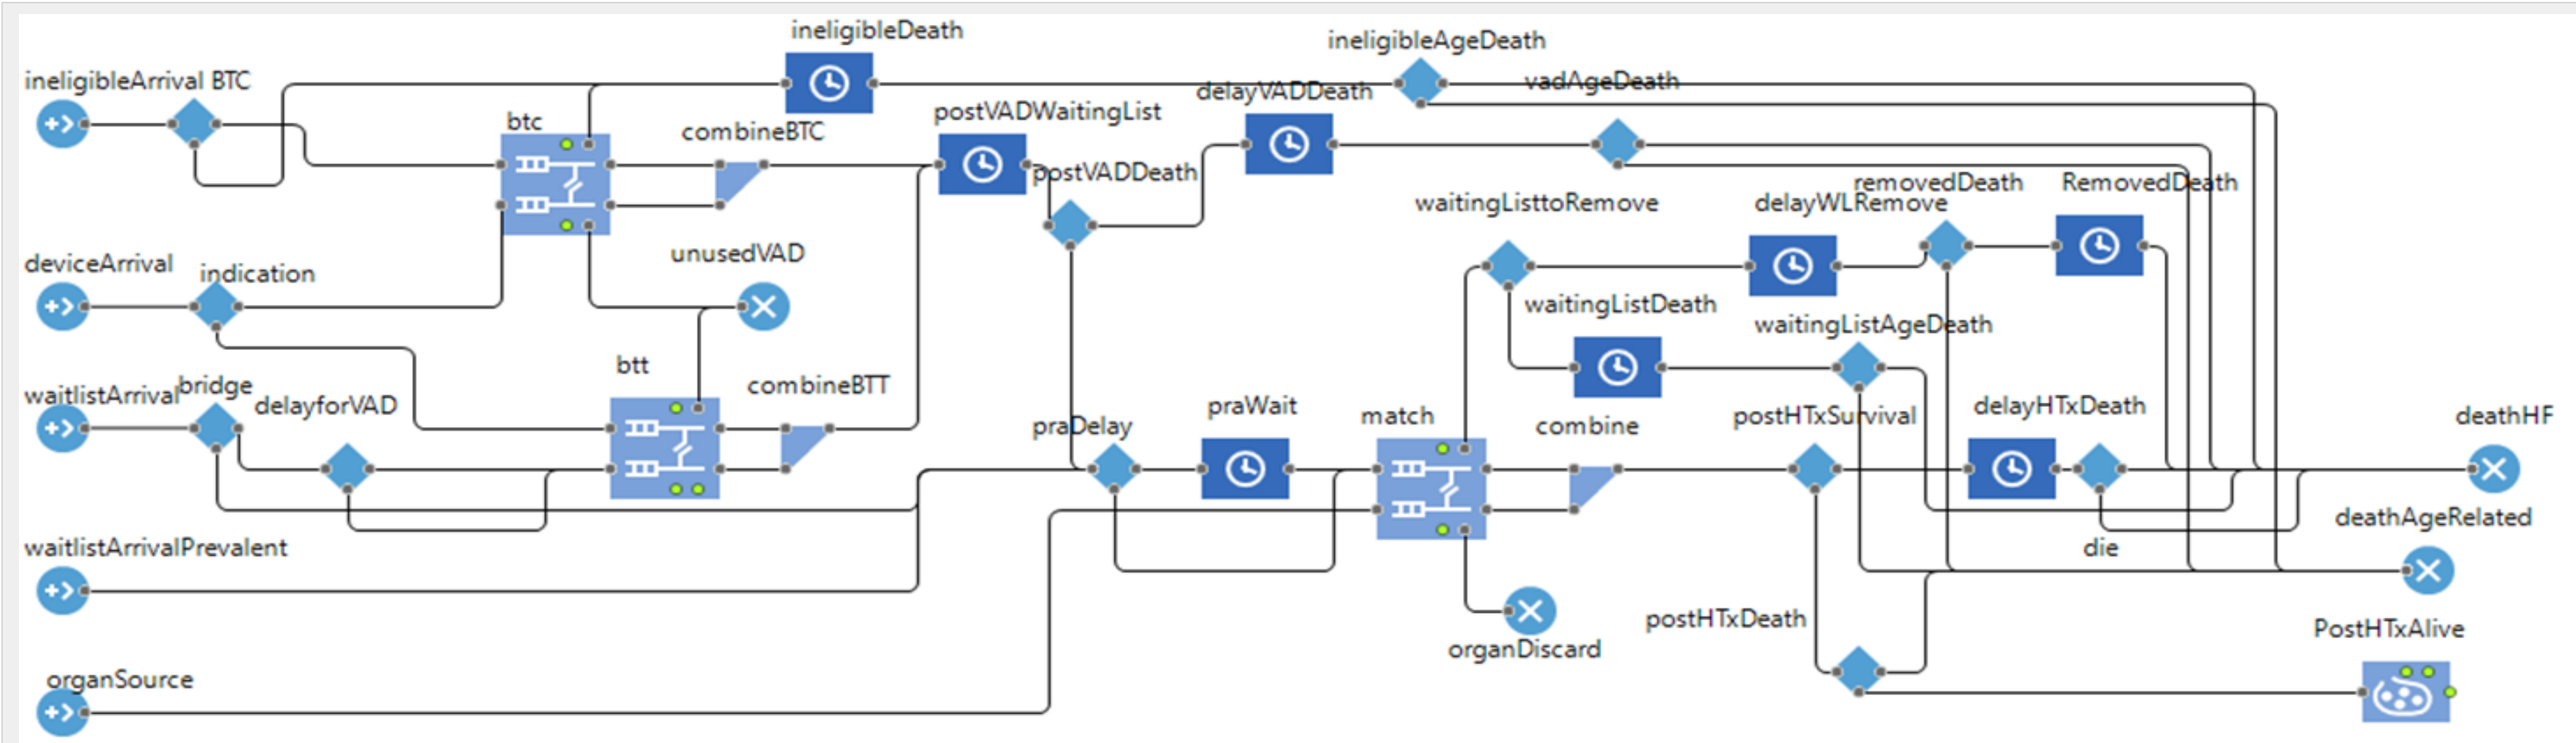 ineligibleDeath
ineligibleAgeDeath
ineligibleArrival BTC
vadAgeDeath
delayVADDeath
postVADWaitingList
btc
combineBTC
postVADDeath
removedDeath
RemovedDeath
waitingListtoRemove
delayWLRemove
unusedVAD
deviceArrival
indication
waitingListDeath
waitingListAgeDeath
btt
combineBTT
waitlistArrival
bridge
delayforVAD
praDelay
praWait
match
combine
postHTxSurvival
delayHTxDeath
deathHF
deathAgeRelated
waitlistArrivalPrevalent
die
postHTxDeath
PostHTxAlive
organDiscard
organSource